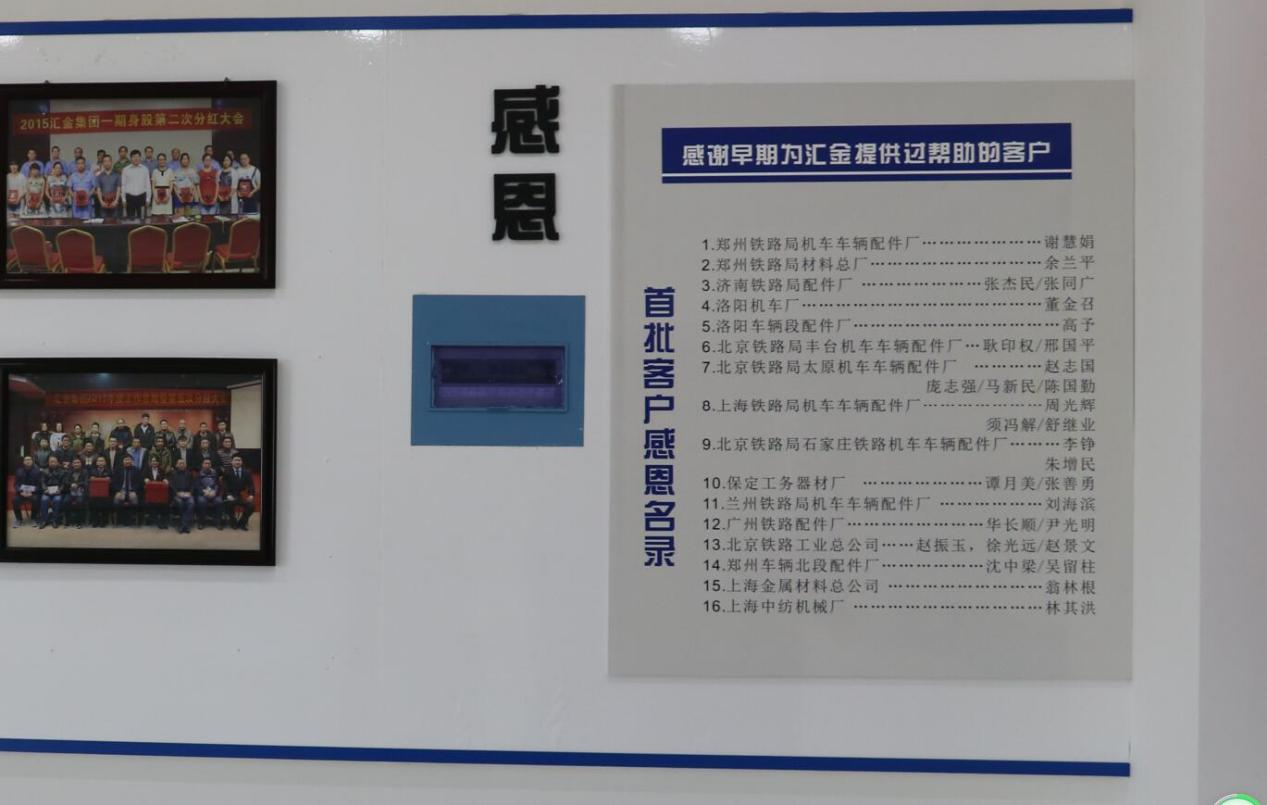 2015汇金集团一期身股第二次分红大会
感恩
感谢早期为汇金提供过帮助的客户
首批客户感恩名录
1.郑州铁路局机车车辆配件厂…………………谢慧娟
2.郑州铁路局材料总厂…………………………余兰平
3.济南铁路局配件厂 …………………张杰民/张同广
4.洛阳机车厂……………………………………董金召
5.洛阳车辆段配件厂………………………………高予
6.北京铁路局丰台机车车辆配件厂…耿印权/邢国平
7.北京铁路局太原机车车辆配件厂 …………赵志国
庞志强/马新民/陈国勤
8.上海铁路局机车车辆配件厂…………………周光辉
须冯解/舒继业
9.北京铁路局石家庄铁路机车车辆配件厂………李铮
朱增民
10.保定工务器材厂 …………………谭月美/张善勇
11.兰州铁路局机车车辆配件厂 ………………刘海滨
12.广州铁路配件厂……………………华长顺/尹光明
13.北京铁路工业总公司……赵振玉，徐光远/赵景文
14.郑州车辆北段配件厂………………沈中梁/吴留柱
15.上海金属材料总公司 ………………………翁林根
16.上海中纺机械厂 ……………………………林其洪